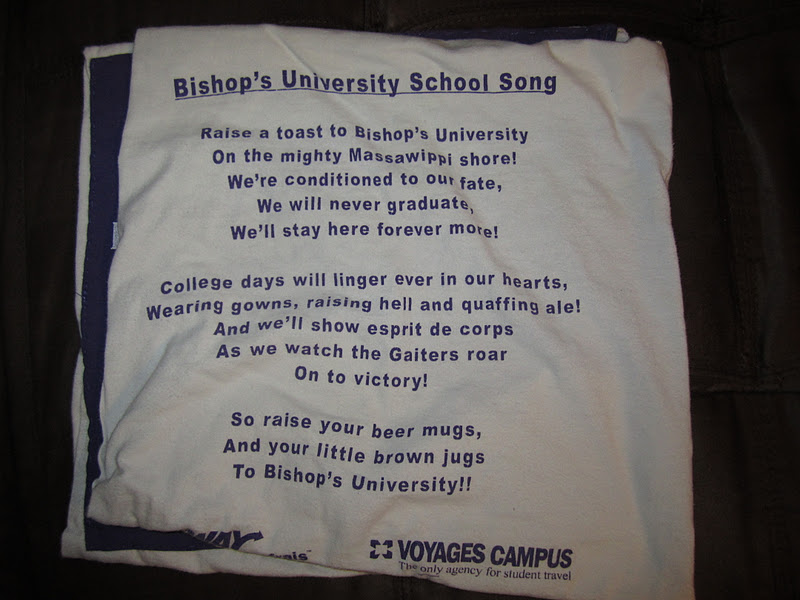 Bishop's University School Song
Raise a toast to Bishop's University
On the mighty Massawippi shore!
We're conditioned to our fate,
We will never graduate,
We'll stay here forever more!
College days will linger ever in our hearts,
Wearing gowns, raising hell and quaffing ale!
And we'll show esprit de corps
As we watch the Gaiters roar
On to victory!
So raise your beer mugs,
And your little brown jugs
To Bishop's University!!
VOYAGES CAMPUS
The only agency for student travel